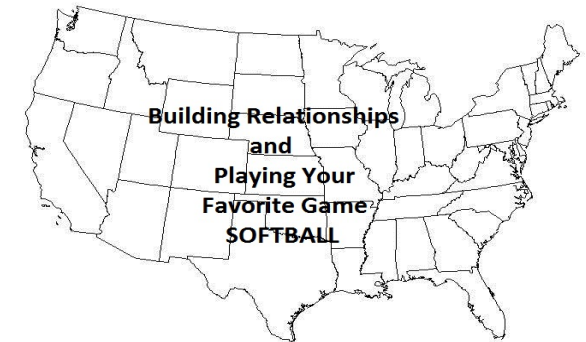 Building Relationships
and
Playing Your
Favorite Game
SOFTBALL